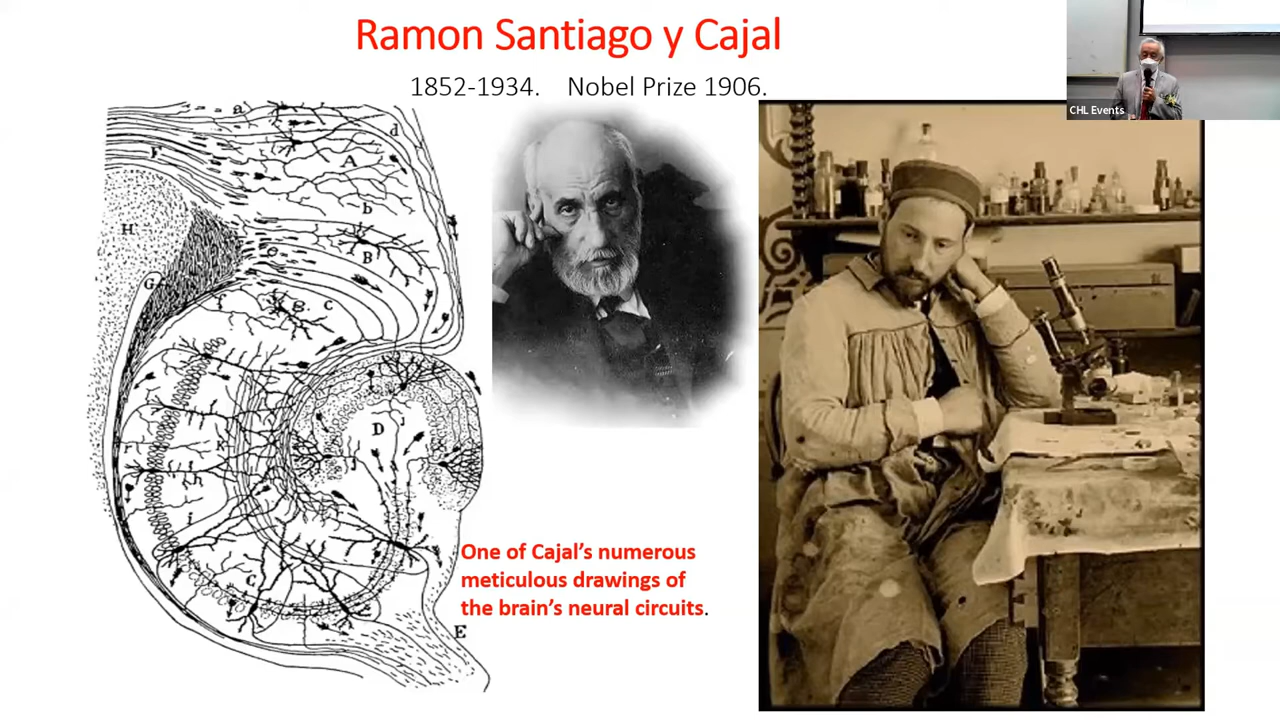 Ramon Santiago y Cajal
1852-1934. Nobel Prize 1906.
CHL Events
a
d
A
b
H
B
e
G
g
C
D
J
One of Cajal’s numerous
meticulous drawings of
the brain’s neural circuits.
E